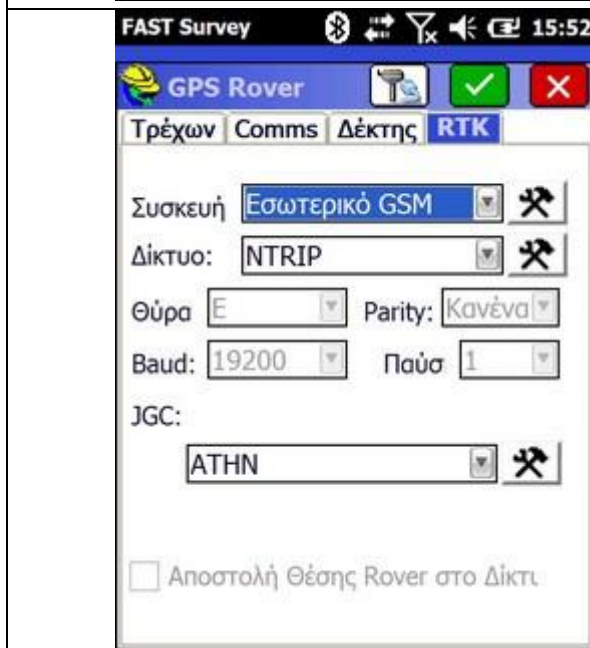 FAST Survey 15:52
GPS Rover
Τρέχων Comms Δέκτης RTK
Συσκευή Εσωτερικό GSM
Δίκτυο: NTRIP
Θύρα E Parity: Κανένα
Baud: 19200 Παύσ 1
JGC:
ATHN
Αποστολή Θέσης Rover στο Δίκτι